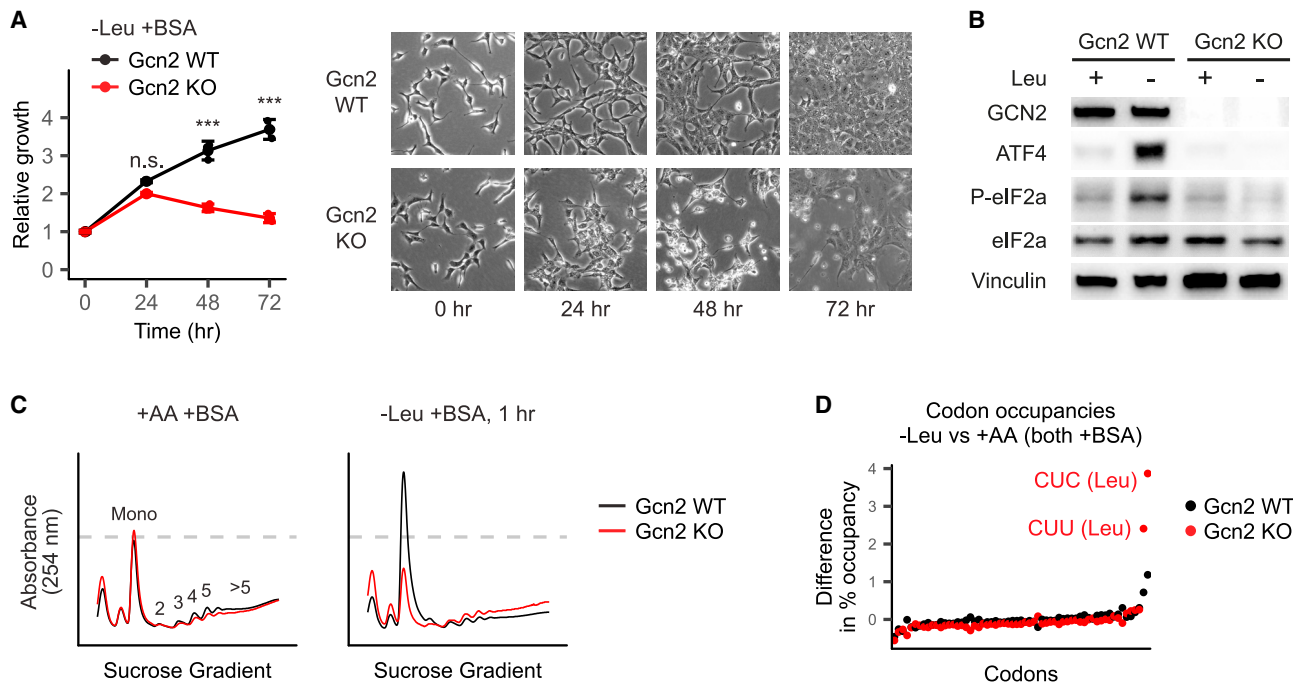 A
-Leu +BSA
Gcn2 WT
Gcn2 KO
Relative growth
4
3
2
1
0
n.s.
***
***
0
24
48
72
Time (hr)
Gcn2
WT
Gcn2
KO
0 hr
24 hr
48 hr
72 hr
B
Gcn2 WT
Gcn2 KO
Leu
+
-
+
-
GCN2
ATF4
P-eIF2a
eIF2a
Vinculin
C
+AA +BSA
-Leu +BSA, 1 hr
Absorbance
(254 nm)
Mono
2
3
4
5
>5
Sucrose Gradient
Sucrose Gradient
Gcn2 WT
Gcn2 KO
D
Codon occupancies
-Leu vs +AA (both +BSA)
Difference
in % occupancy
4
3
2
1
0
CUC (Leu)
CUU (Leu)
Codons
Gcn2 WT
Gcn2 KO